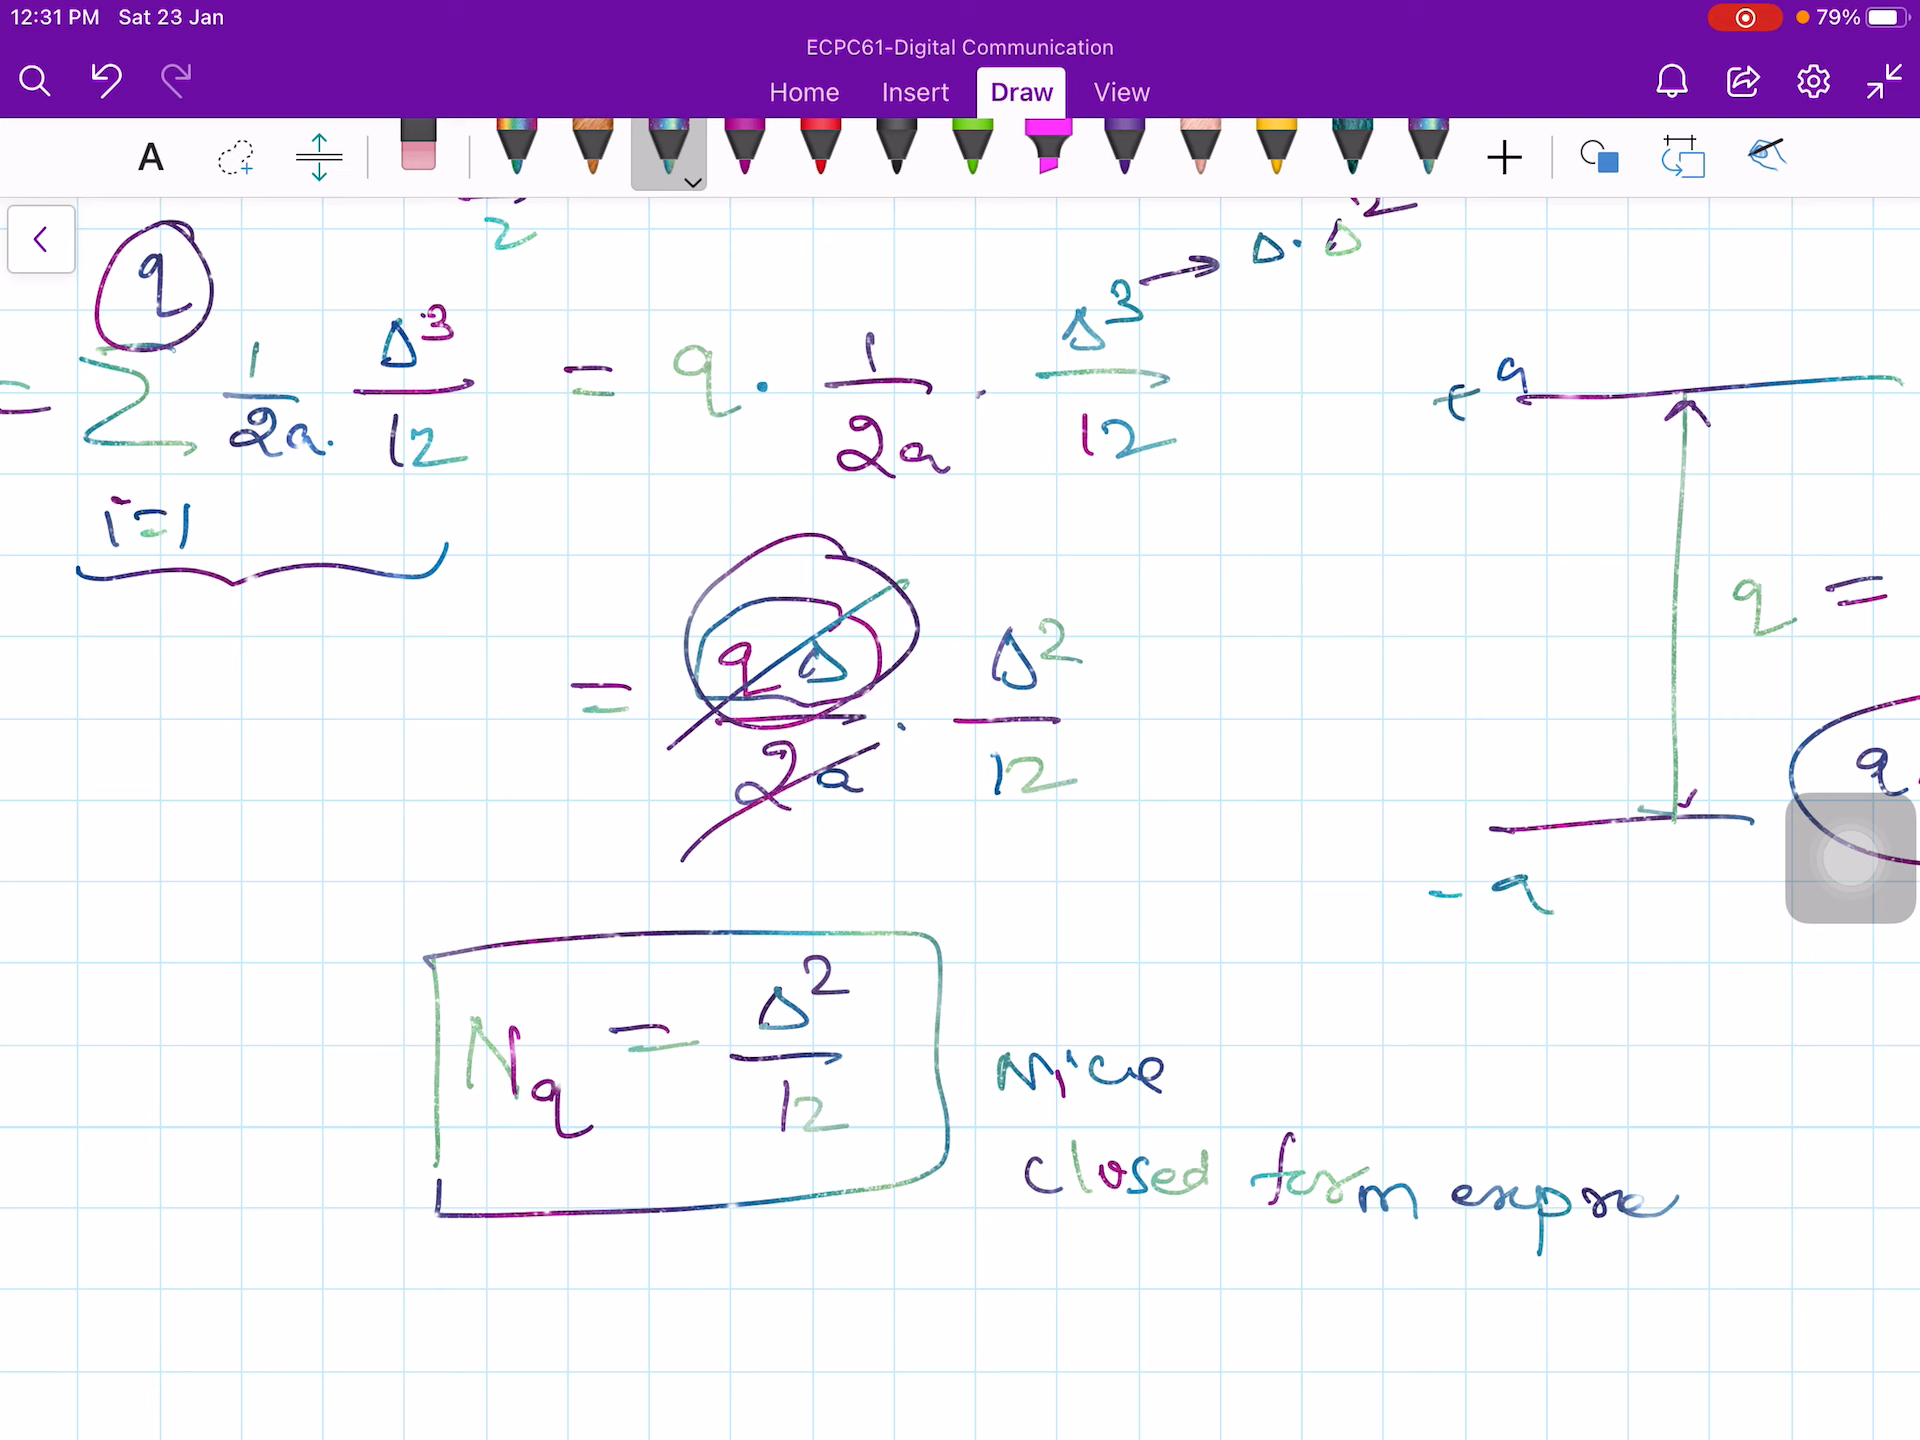 12:31 PM Sat 23 Jan
79%
ECPC61-Digital Communication
Home Insert Draw View
A
2
Δ · Δ²
q
= Σ 1/2a · Δ³/12 = q · 1/2a · Δ³/12
i=1
+a
q =
= qΔ/2a · Δ²/12
q
-a
Nq = Δ²/12
Nice
closed form expre